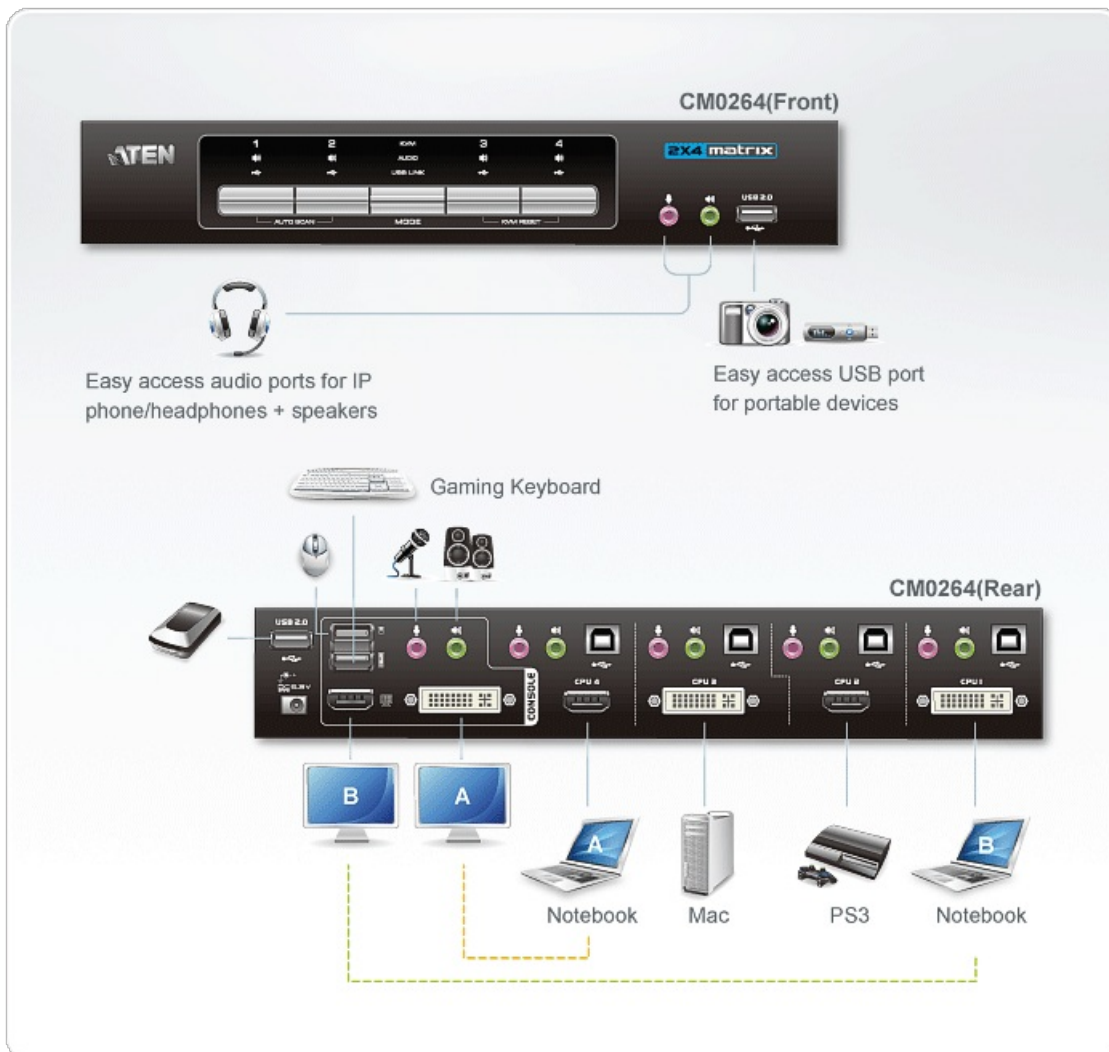 CM0264(Front)
ATEN
1 2 KVM 3 4
AUDIO
USB LINK
2X4 matrix
USB 2.0
AUTO SCAN MODE KVM RESET
Easy access audio ports for IP
phone/headphones + speakers
Easy access USB port
for portable devices
Gaming Keyboard
CM0264(Rear)
USB 2.0
CPU 4 CPU 3 CPU 2 CPU 1
CONSOLE
B A
A B
Notebook Mac PS3 Notebook